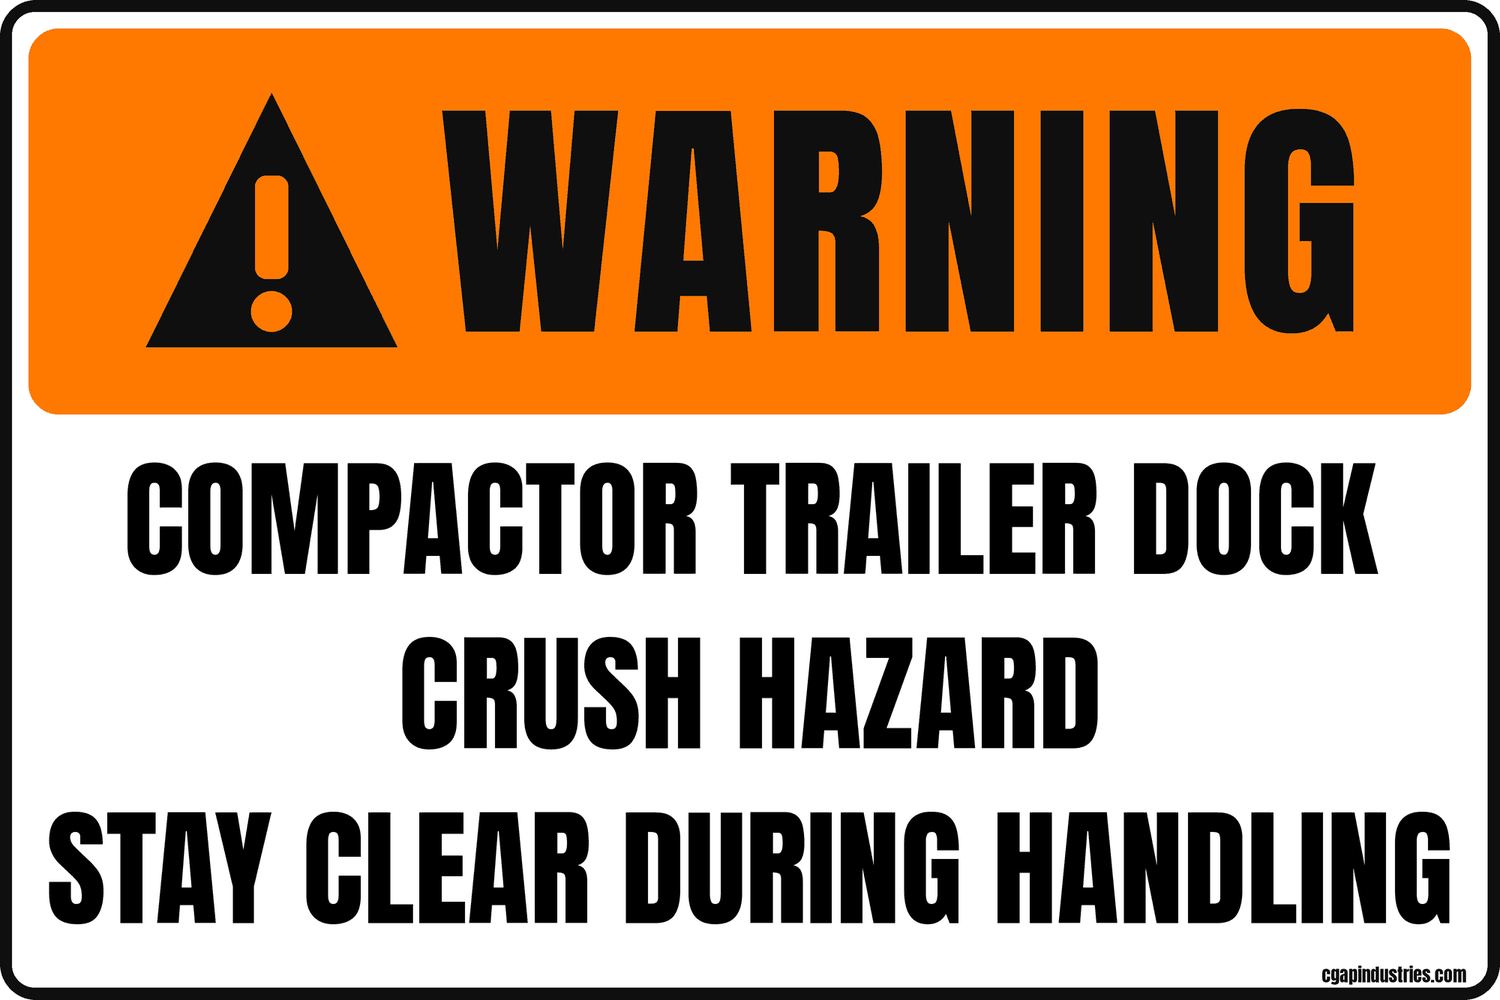 WARNING
COMPACTOR TRAILER DOCK
CRUSH HAZARD
STAY CLEAR DURING HANDLING
cgapindustries.com